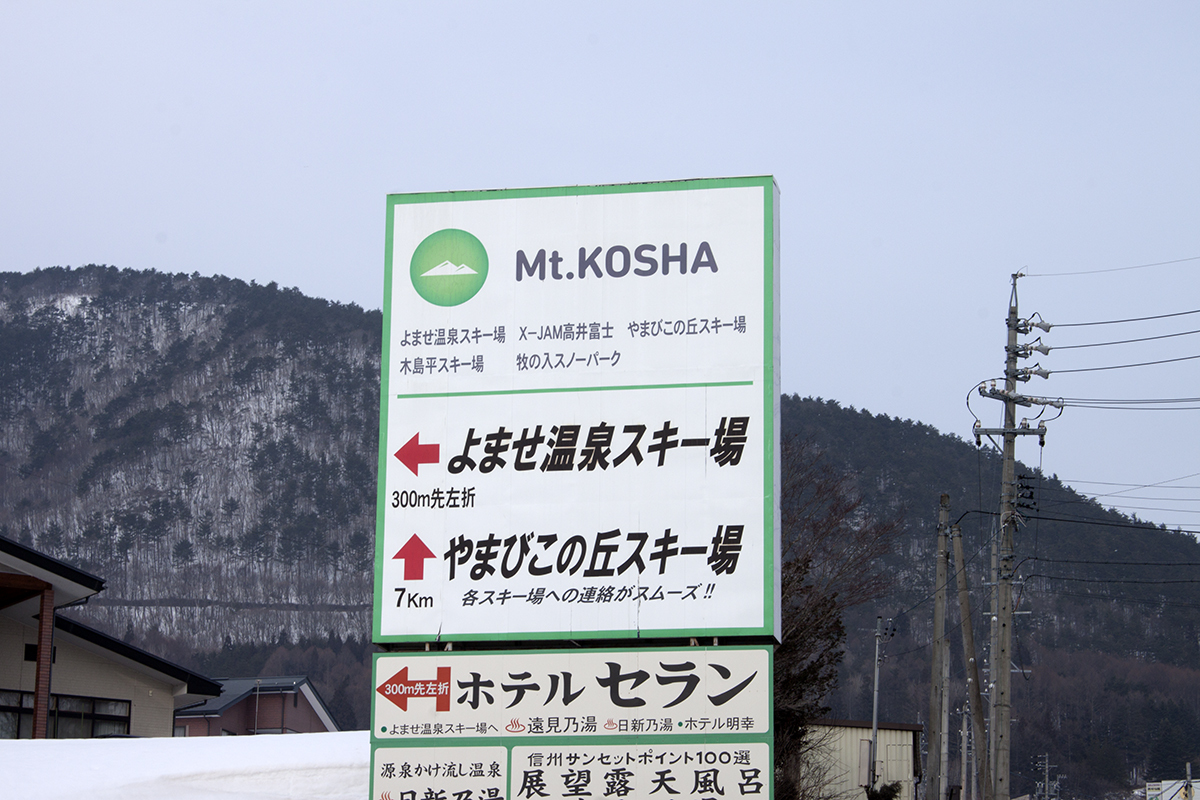 Mt.KOSHA
よませ温泉スキー場 X-JAM高井富士 やまびこの丘スキー場
木島平スキー場 牧の入スノーパーク
よませ温泉スキー場
300m先左折
やまびこの丘スキー場
7Km 各スキー場への連絡がスムーズ!!
300m先左折 ホテル セラン
•よませ温泉スキー場へ ♨遠見乃湯 ♨日新乃湯 •ホテル明幸
源泉かけ流し温泉
♨日新乃湯
信州サンセットポイント100選
展望露天風呂